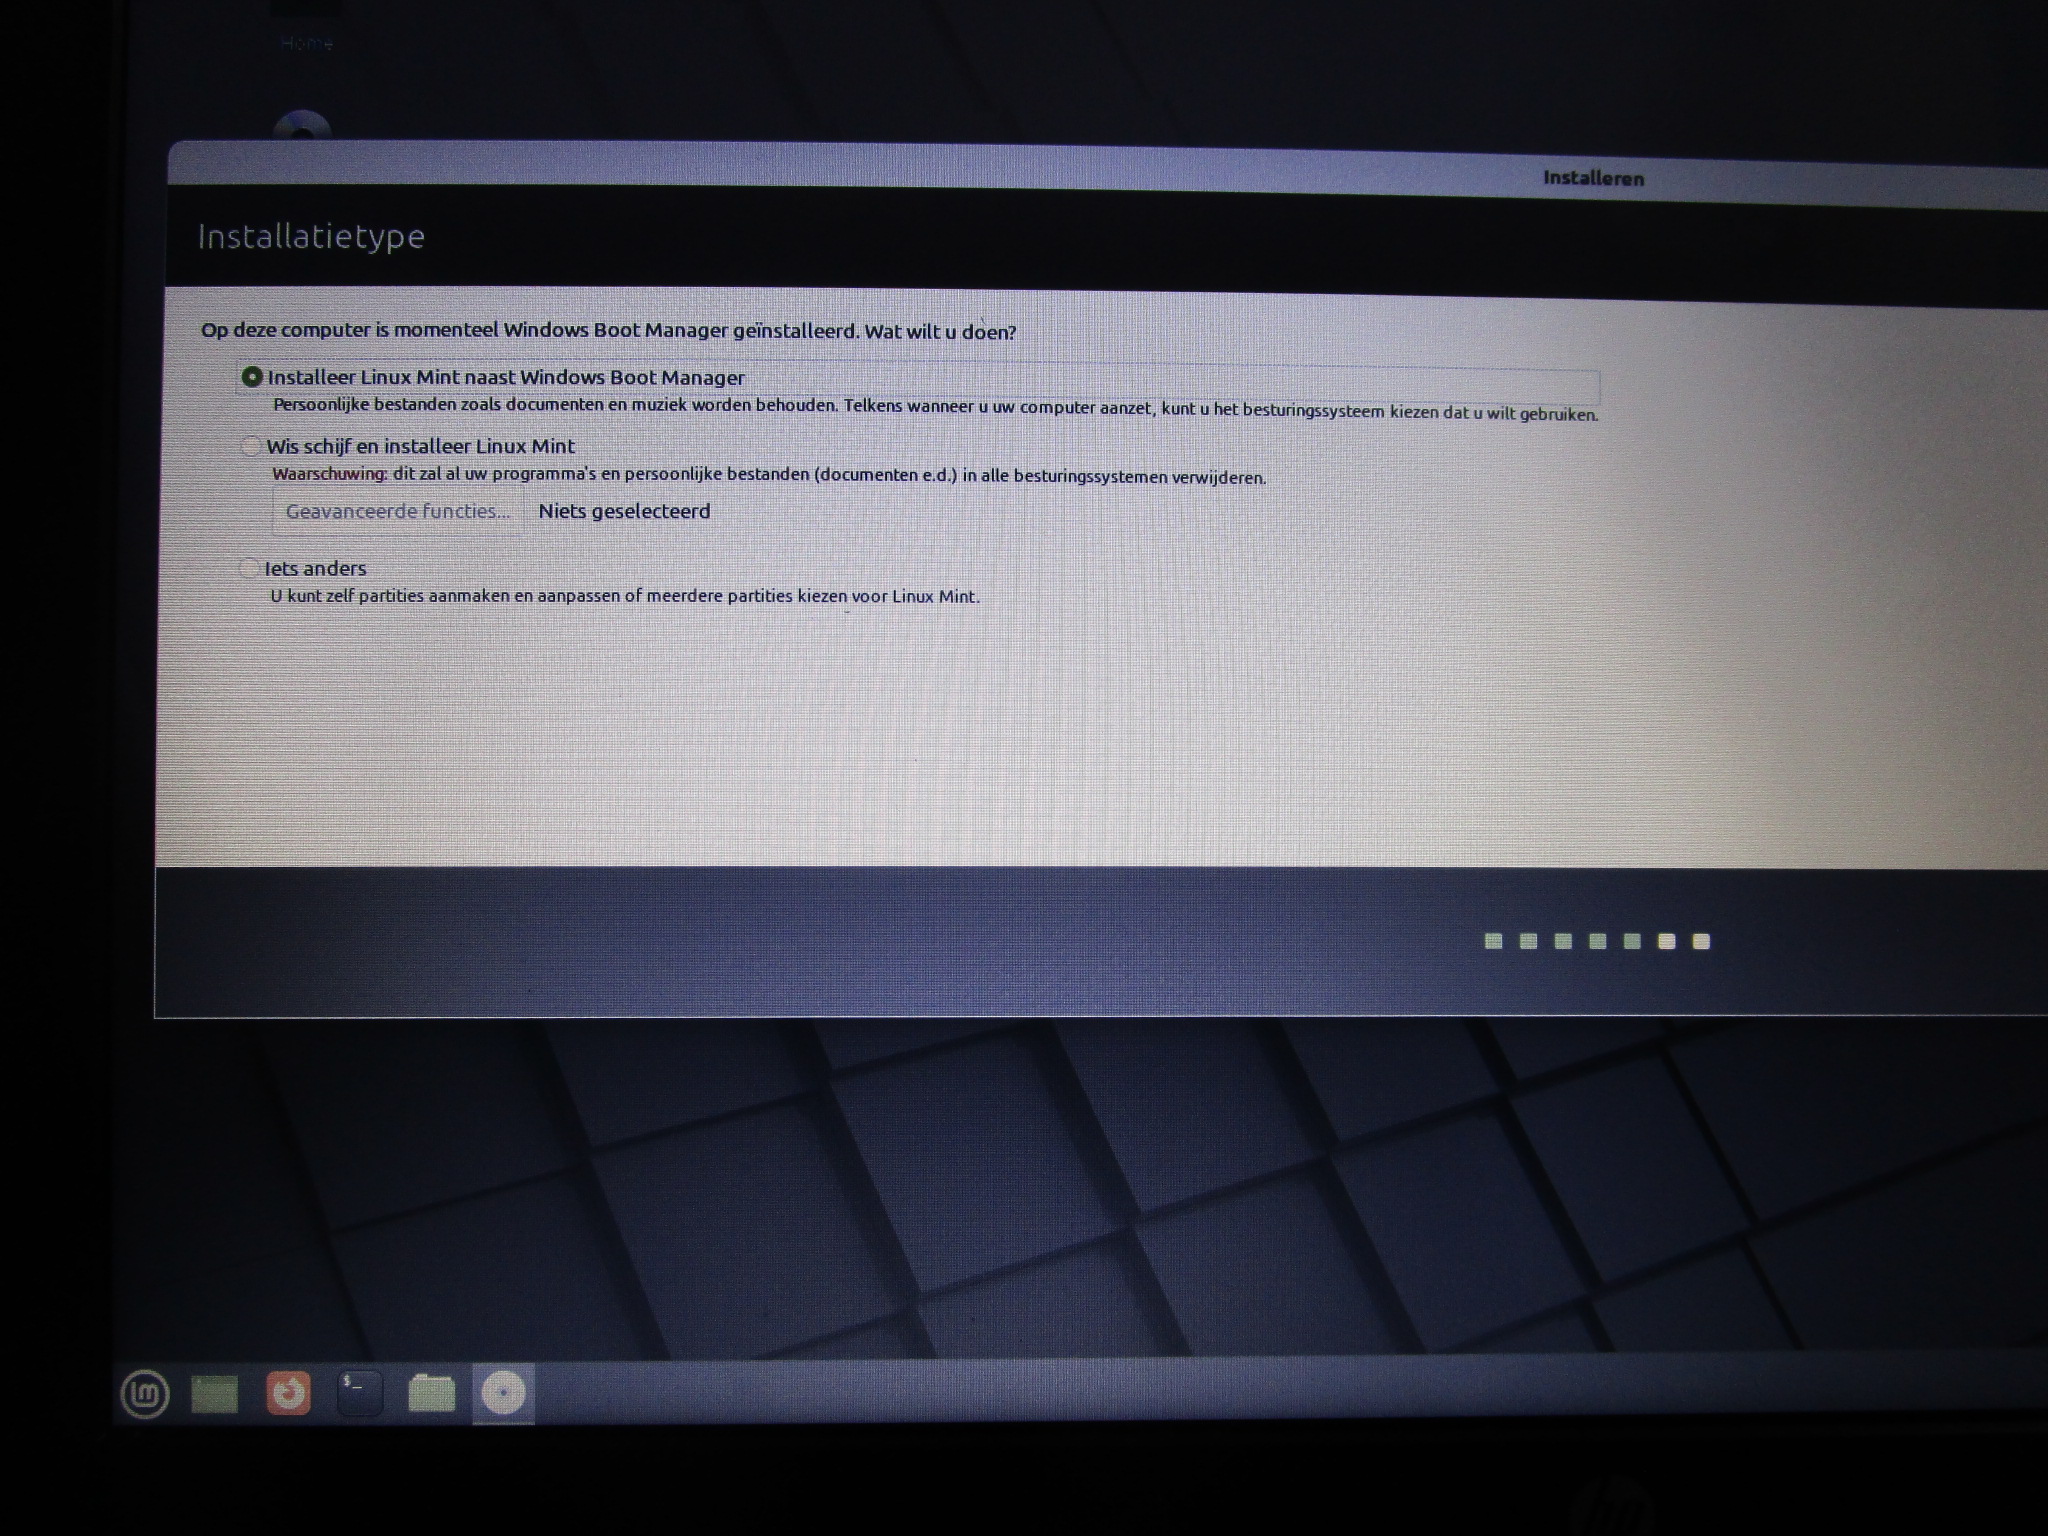 Home
Installeren
Installatietype
Op deze computer is momenteel Windows Boot Manager geïnstalleerd. Wat wilt u doen?
Installeer Linux Mint naast Windows Boot Manager
Persoonlijke bestanden zoals documenten en muziek worden behouden. Telkens wanneer u uw computer aanzet, kunt u het besturingssysteem kiezen dat u wilt gebruiken.
Wis schijf en installeer Linux Mint
Waarschuwing: dit zal al uw programma's en persoonlijke bestanden (documenten e.d.) in alle besturingssystemen verwijderen.
Geavanceerde functies... Niets geselecteerd
Iets anders
U kunt zelf partities aanmaken en aanpassen of meerdere partities kiezen voor Linux Mint.
$_
hp